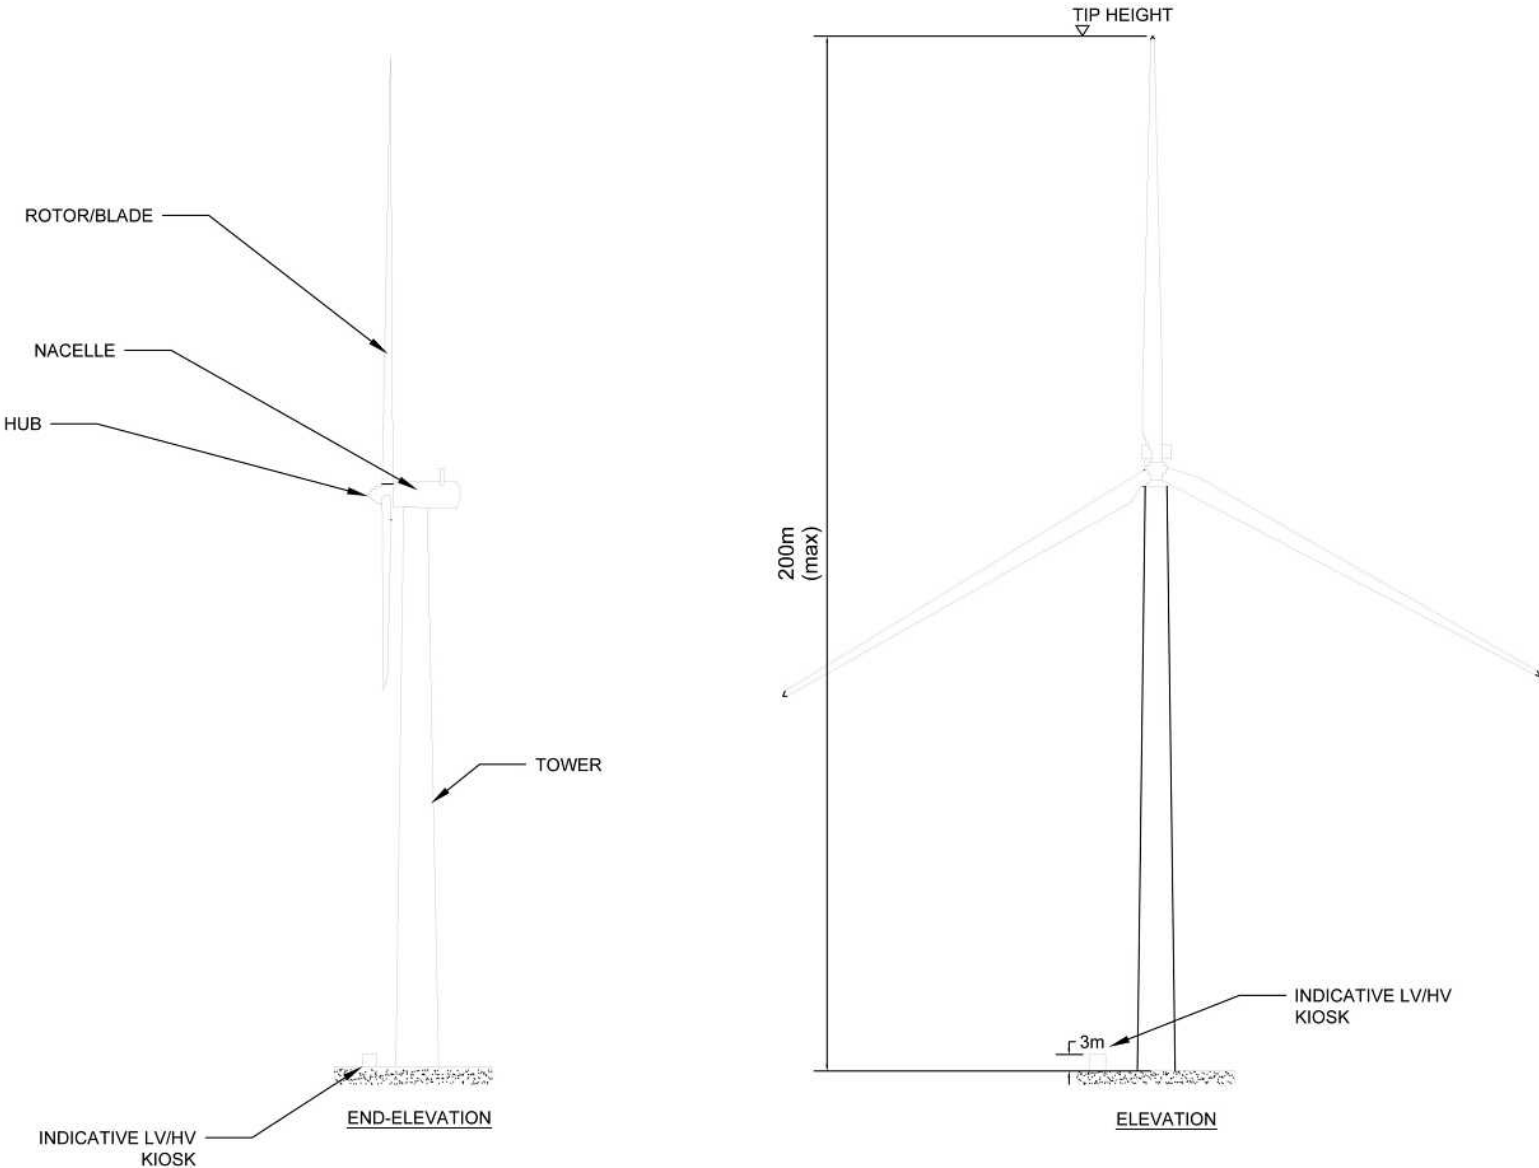 TIP HEIGHT
ROTOR/BLADE
NACELLE
HUB
200m
(max)
TOWER
INDICATIVE LV/HV
KIOSK
3m
END-ELEVATION
ELEVATION
INDICATIVE LV/HV
KIOSK